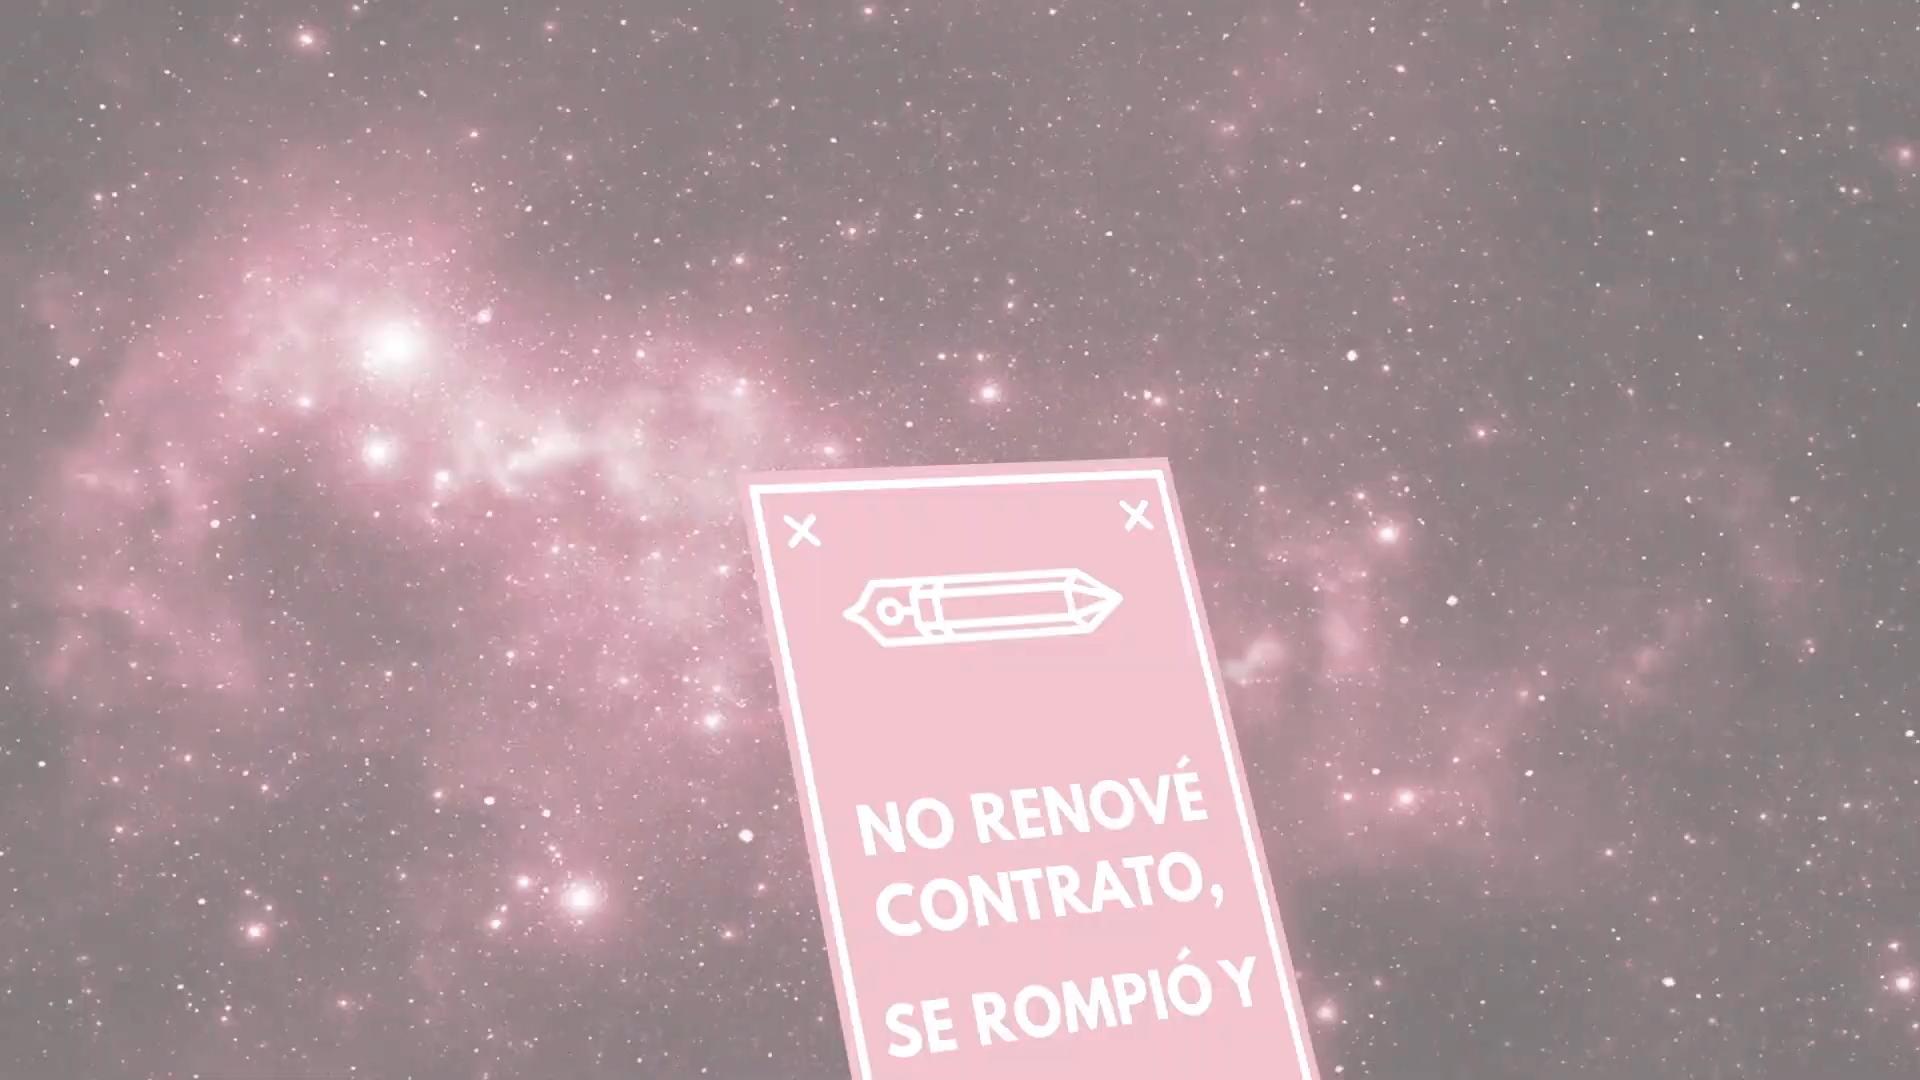 NO RENOVÉ
CONTRATO,
SE ROMPIÓ Y